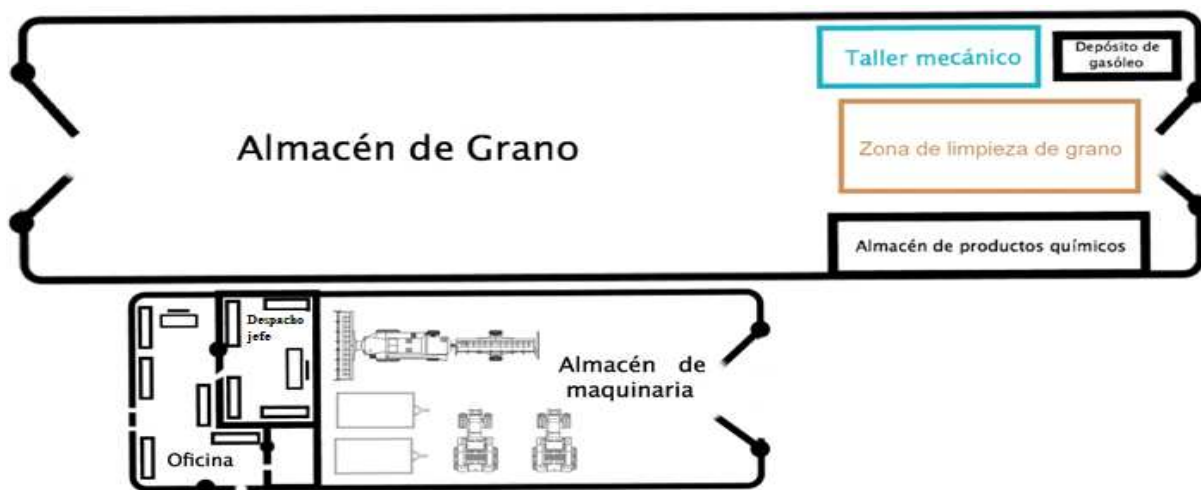 Taller mecánico
Depósito de
gasóleo
Almacén de Grano
Zona de limpieza de grano
Almacén de productos químicos
Despacho
jefe
Almacén de
maquinaria
Oficina